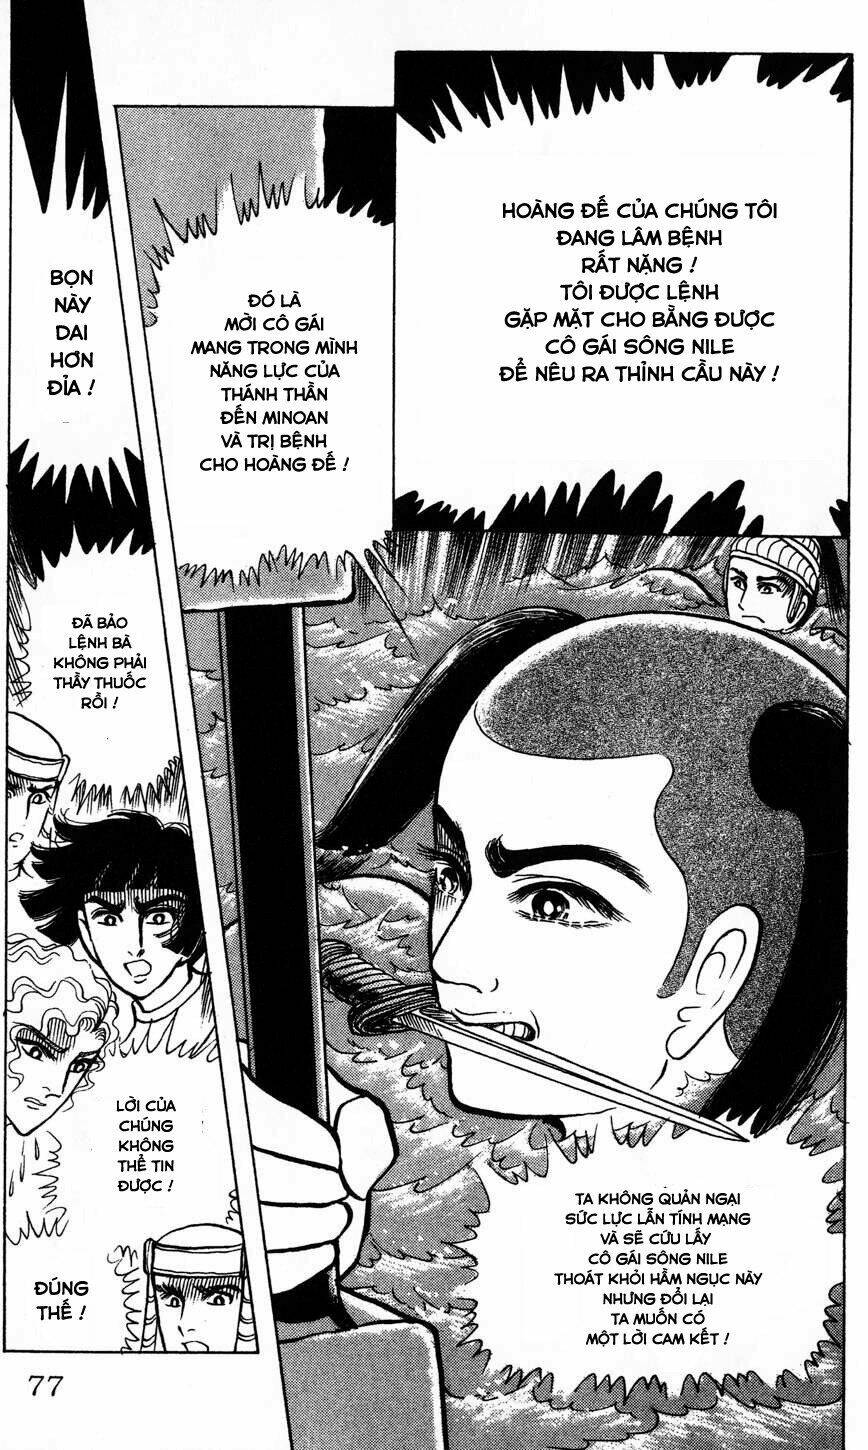 HOÀNG ĐẾ CỦA CHÚNG TÔI
ĐANG LÂM BỆNH
RẤT NẶNG !
TÔI ĐƯỢC LỆNH
GẶP MẶT CHO BẰNG ĐƯỢC
CÔ GÁI SÔNG NILE
ĐỂ NÊU RA THỈNH CẦU NÀY !
ĐÓ LÀ
MỜI CÔ GÁI
MANG TRONG MÌNH
NĂNG LỰC CỦA
THÁNH THẦN
ĐẾN MINOAN
VÀ TRỊ BỆNH
CHO HOÀNG ĐẾ !
TA KHÔNG QUẢN NGẠI
SỨC LỰC LẪN TÍNH MẠNG
VÀ SẼ CỨU LẤY
CÔ GÁI SÔNG NILE
THOÁT KHỎI HẦM NGỤC NÀY
NHƯNG ĐỔI LẠI
TA MUỐN CÓ
MỘT LỜI CAM KẾT !
BỌN
NÀY
DAI
HƠN
ĐỈA !
ĐÃ BẢO
LỆNH BÀ
KHÔNG PHẢI
THẦY THUỐC
RỒI !
LỜI CỦA
CHÚNG
KHÔNG
THỂ TIN
ĐƯỢC !
ĐÚNG
THẾ !
77